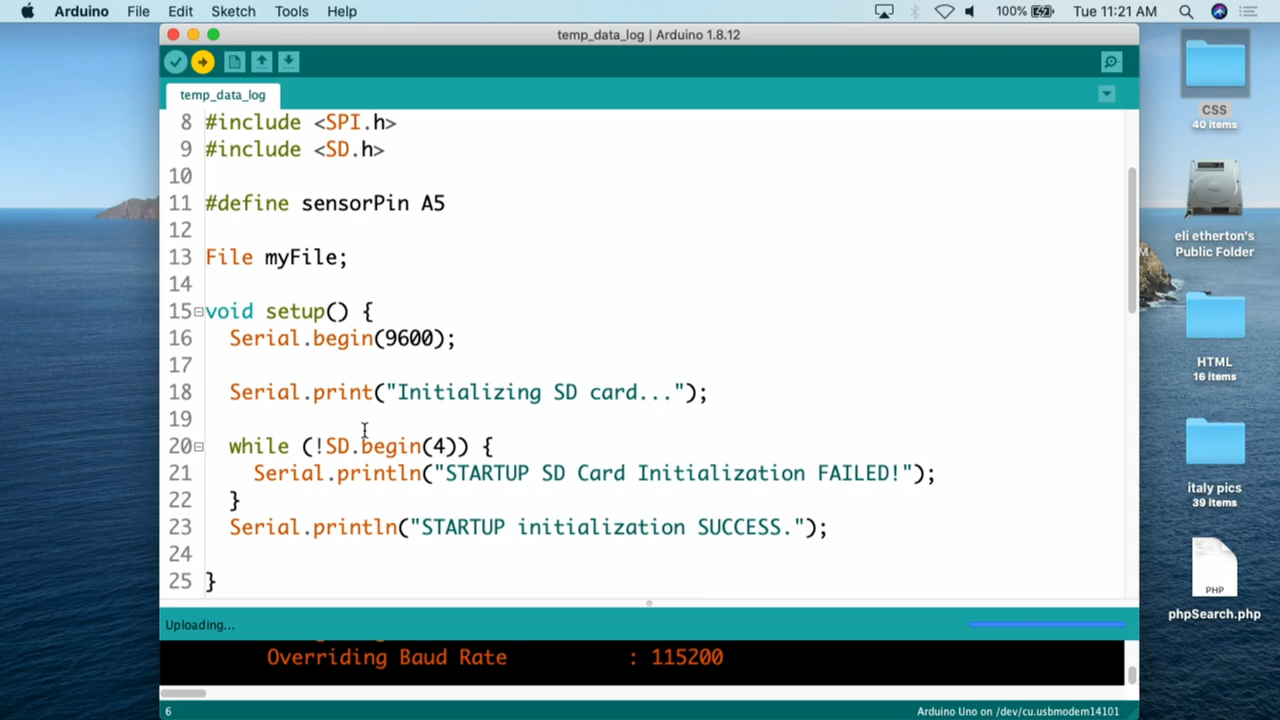 Arduino File Edit Sketch Tools Help 100% Tue 11:21 AM
temp_data_log | Arduino 1.8.12
temp_data_log
8 #include <SPI.h>
9 #include <SD.h>
10
11 #define sensorPin A5
12
13 File myFile;
14
15 void setup() {
16 Serial.begin(9600);
17
18 Serial.print("Initializing SD card...");
19
20 while (!SD.begin(4)) {
21 Serial.println("STARTUP SD Card Initialization FAILED!");
22 }
23 Serial.println("STARTUP initialization SUCCESS.");
24
25 }
Uploading...
Overriding Baud Rate : 115200
6 Arduino Uno on /dev/cu.usbmodem14101
CSS
40 items
eli etherton's
Public Folder
M
HTML
16 items
italy pics
39 items
PHP
phpSearch.php